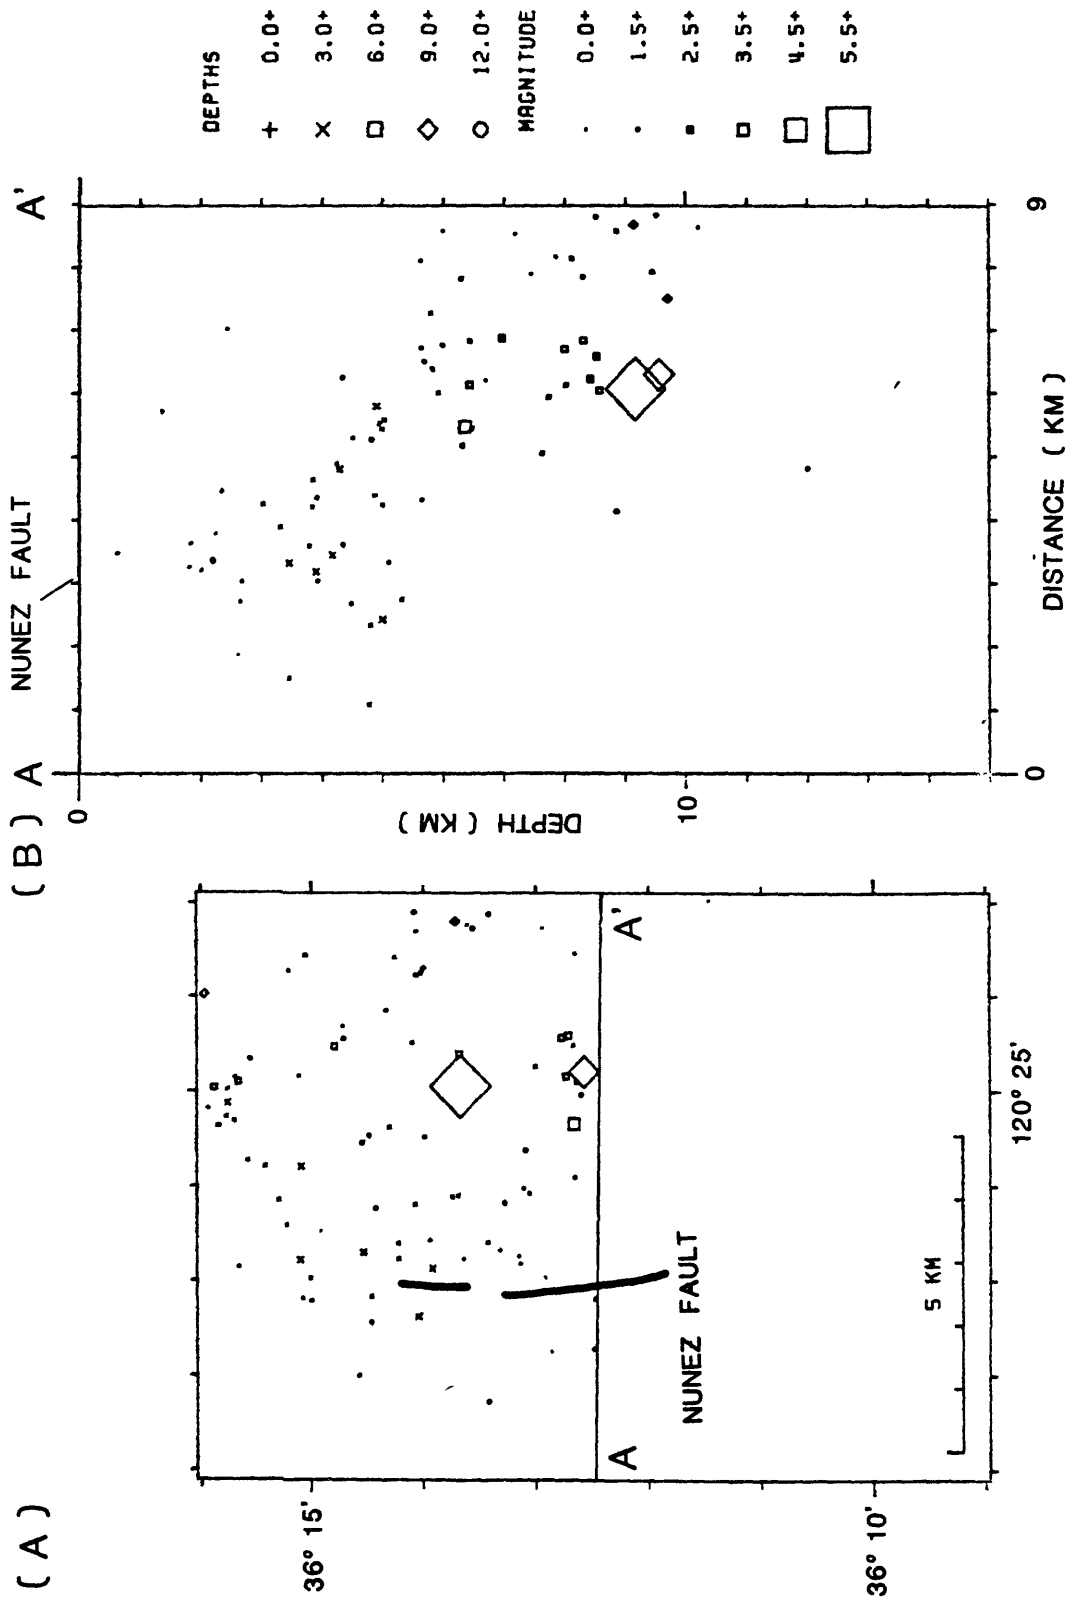 ( A )
36° 15'
36° 10'
A
A'
NUNEZ FAULT
5 KM
120° 25'
( B )
A
NUNEZ FAULT
A'
0
10
DEPTH ( KM )
0
9
DISTANCE ( KM )
DEPTHS
0.0+
3.0+
6.0+
9.0+
12.0+
MAGNITUDE
0.0+
1.5+
2.5+
3.5+
4.5+
5.5+